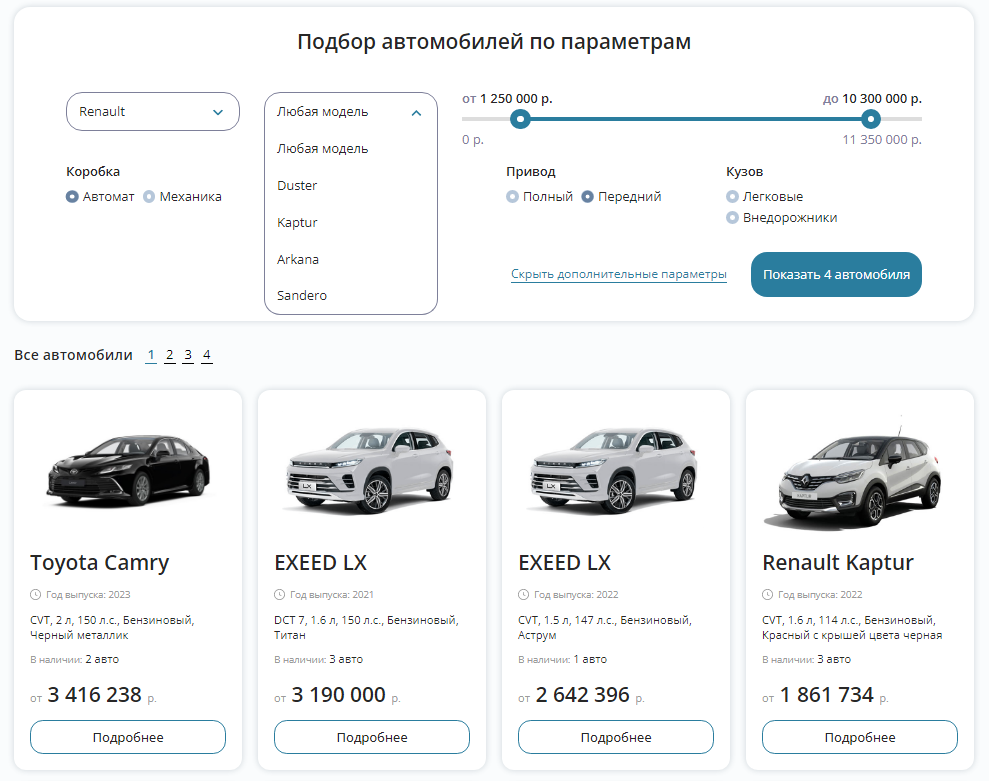 Подбор автомобилей по параметрам
Renault
Любая модель
Любая модель
Duster
Kaptur
Arkana
Sandero
от 1 250 000 р.
до 10 300 000 р.
0 р.
11 350 000 р.
Коробка
Автомат
Механика
Привод
Полный
Передний
Кузов
Легковые
Внедорожники
Скрыть дополнительные параметры
Показать 4 автомобиля
Все автомобили 1 2 3 4
Toyota Camry
Год выпуска: 2023
CVT, 2 л, 150 л.с., Бензиновый,
Черный металлик
В наличии: 2 авто
от 3 416 238 р.
Подробнее
LX
EXEED LX
Год выпуска: 2021
DCT 7, 1.6 л, 150 л.с., Бензиновый,
Титан
В наличии: 3 авто
от 3 190 000 р.
Подробнее
LX
EXEED LX
Год выпуска: 2022
CVT, 1.5 л, 147 л.с., Бензиновый,
Аструм
В наличии: 1 авто
от 2 642 396 р.
Подробнее
KAPTUR
Renault Kaptur
Год выпуска: 2022
CVT, 1.6 л, 114 л.с., Бензиновый,
Красный с крышей цвета черная
В наличии: 3 авто
от 1 861 734 р.
Подробнее